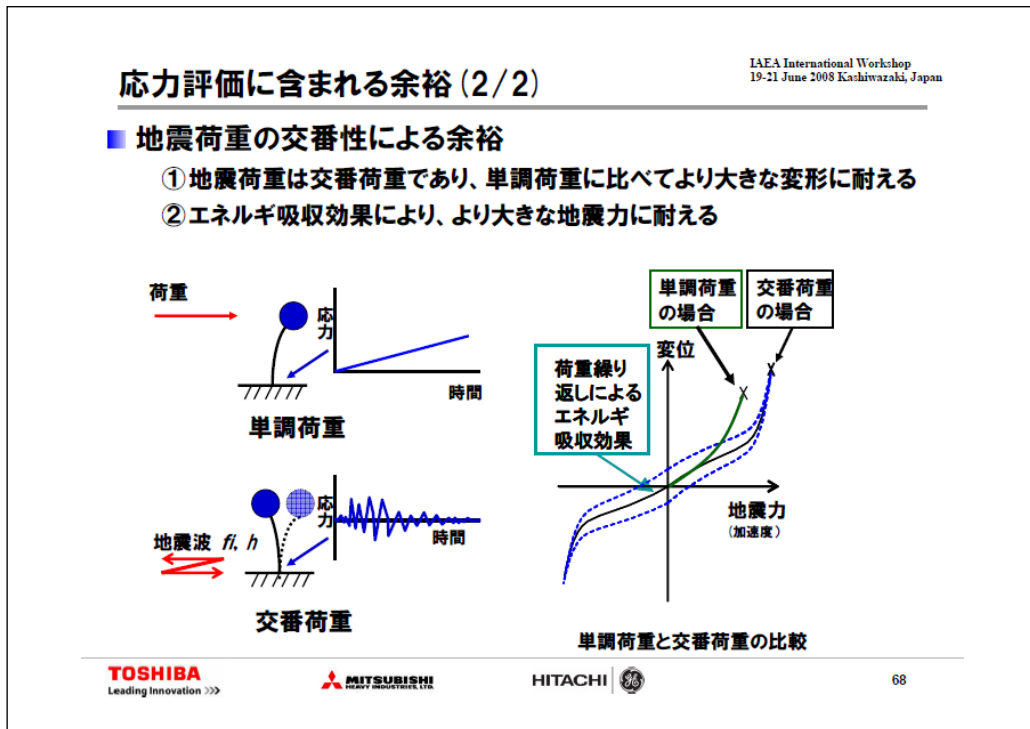 IAEA International Workshop
19-21 June 2008 Kashiwazaki, Japan
応力評価に含まれる余裕(2/2)
地震荷重の交番性による余裕
①地震荷重は交番荷重であり、単調荷重に比べてより大きな変形に耐える
②エネルギ吸収効果により、より大きな地震力に耐える
荷重
応
力
時間
単調荷重
地震波 fi, h
応
力
時間
交番荷重
単調荷重
の場合
交番荷重
の場合
変位
荷重繰り
返しによる
エネルギ
吸収効果
地震力
(加速度)
単調荷重と交番荷重の比較
TOSHIBA
Leading Innovation >>>
MITSUBISHI
HEAVY INDUSTRIES, LTD.
HITACHI
68